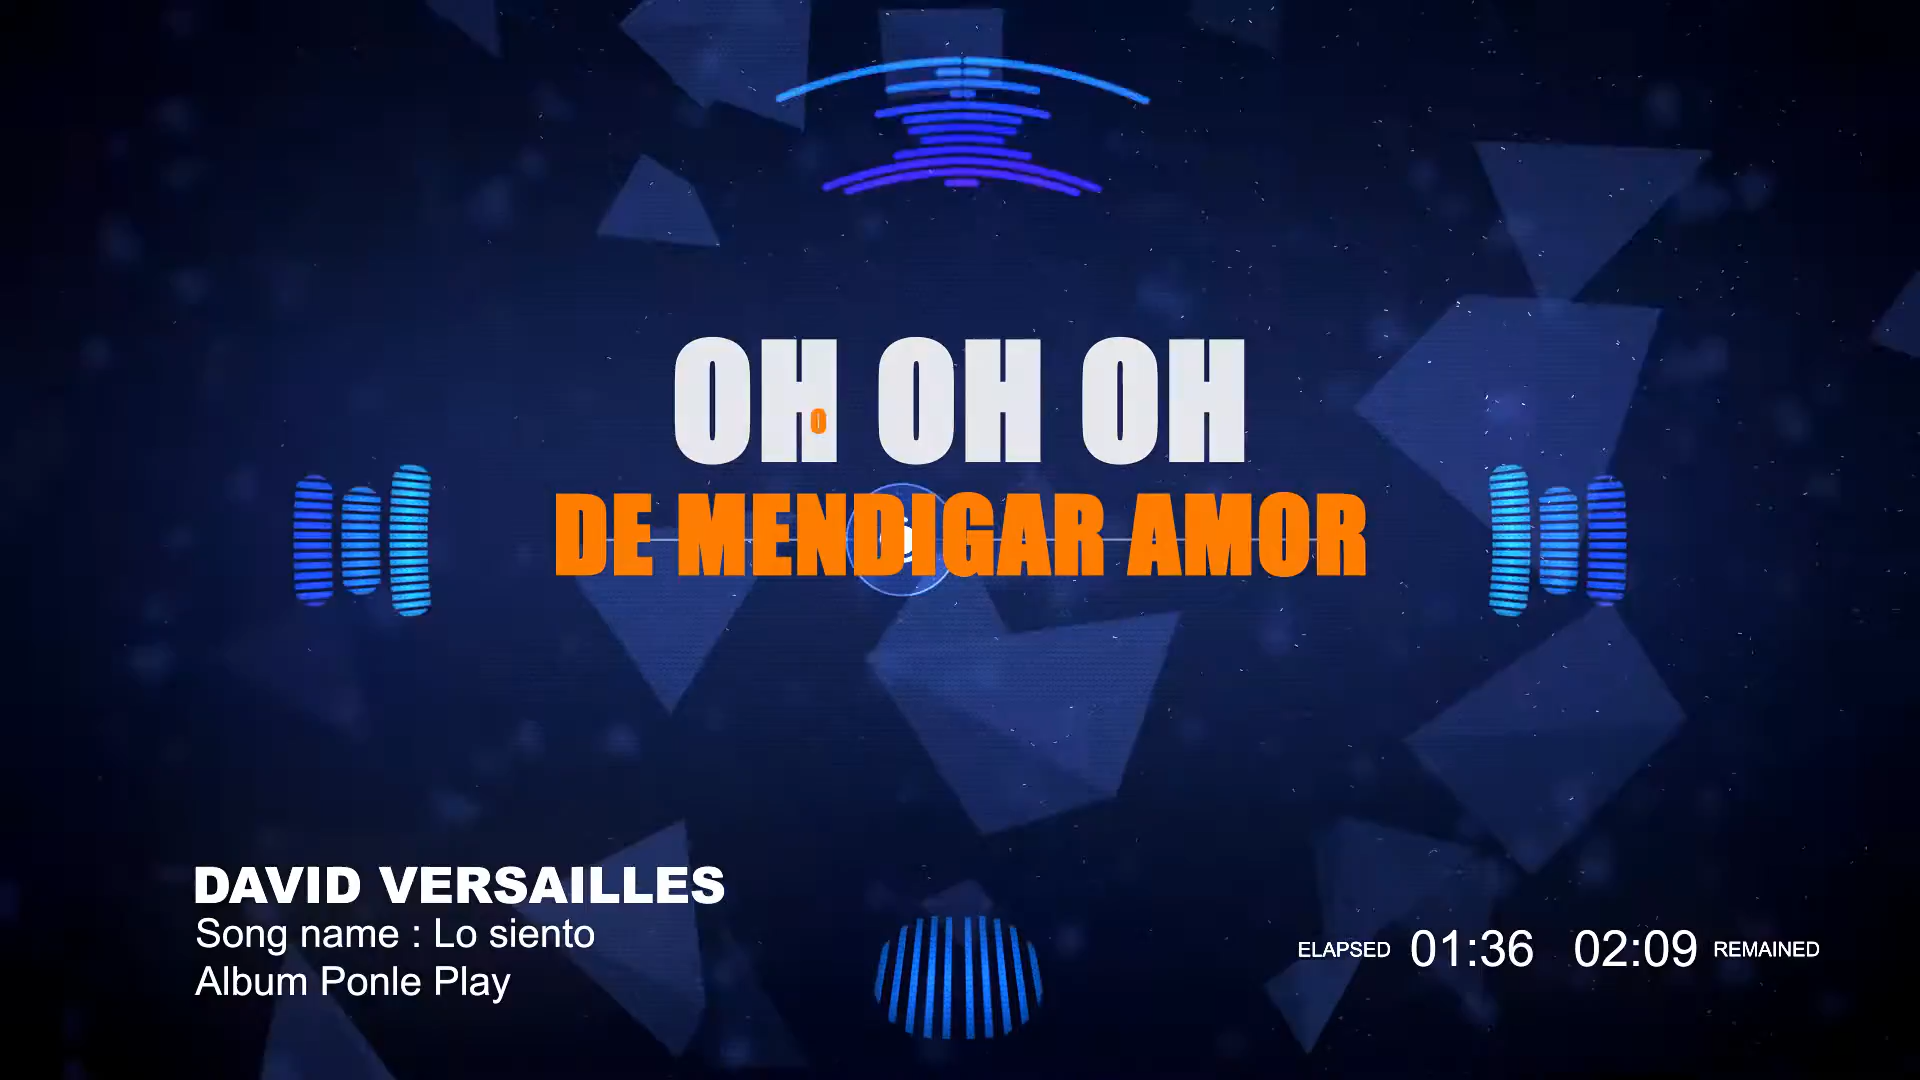 OH OH OH
O
DE MENDIGAR AMOR
DAVID VERSAILLES
Song name : Lo siento
Album Ponle Play
ELAPSED 01:36 02:09 REMAINED